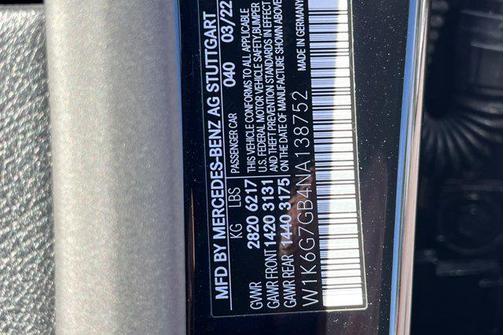 MFD BY MERCEDES-BENZ AG STUTTGART
PASSENGER CAR 040 03/22
KG LBS
GVWR 2820 6217
GAWR FRONT 1420 3131
GAWR REAR 1440 3175
THIS VEHICLE CONFORMS TO ALL APPLICABLE
U.S. FEDERAL MOTOR VEHICLE SAFETY, BUMPER
AND THEFT PREVENTION STANDARDS IN EFFECT
ON THE DATE OF MANUFACTURE SHOWN ABOVE
MADE IN GERMANY
W1K6G7GB4NA138752